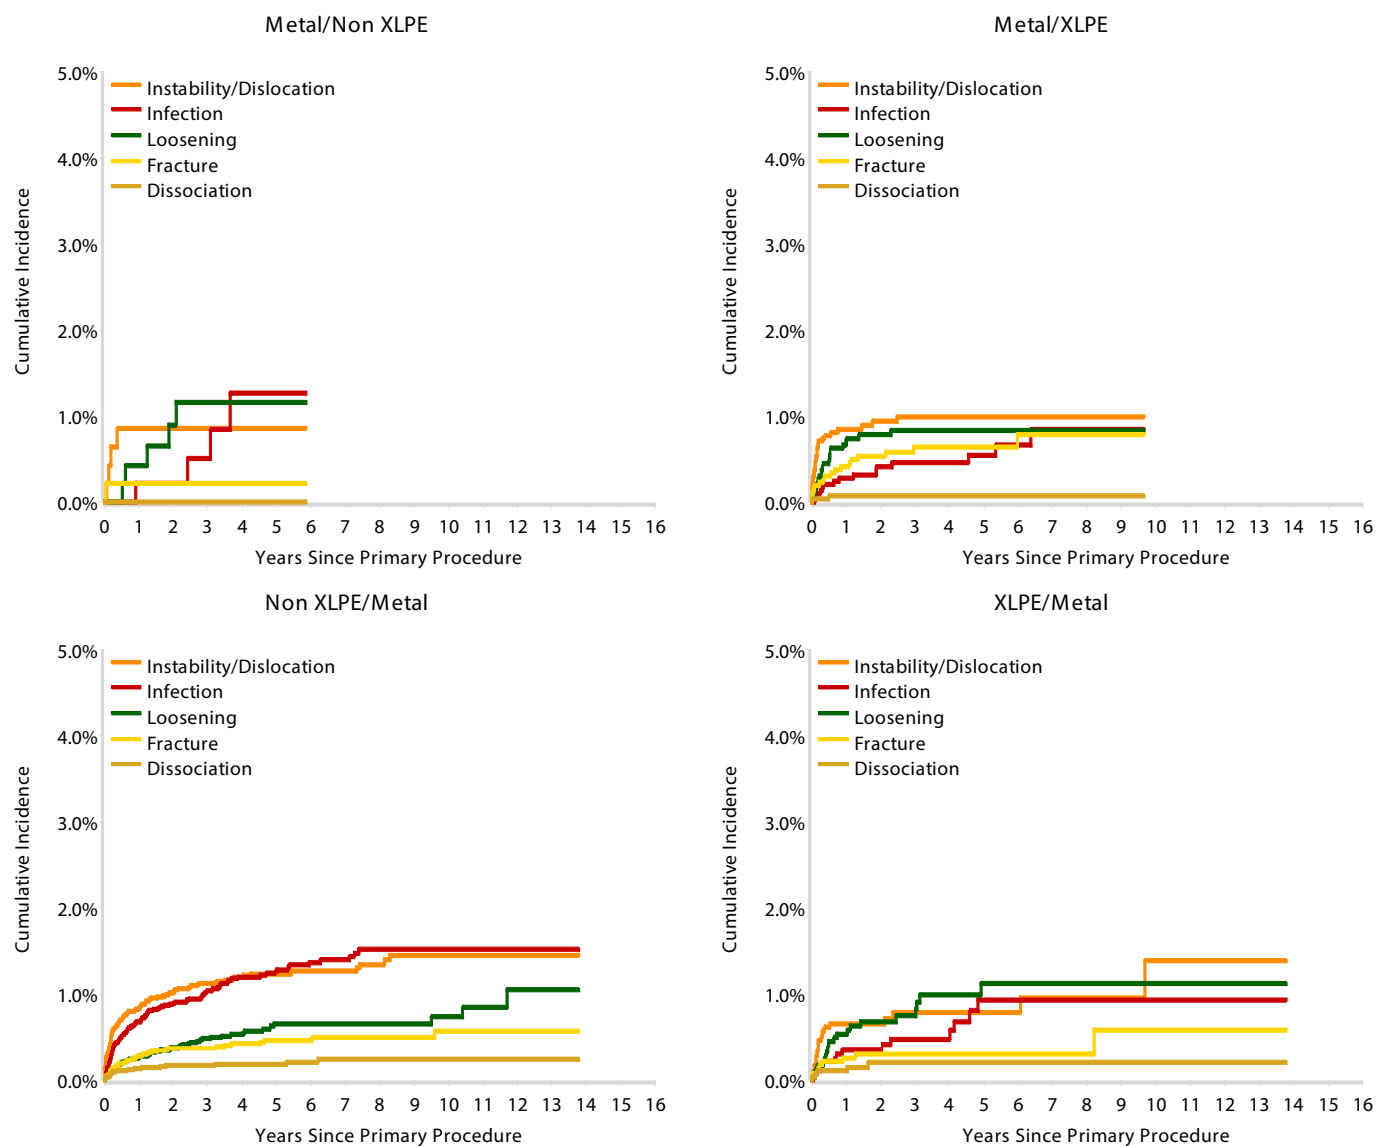 Metal/Non XLPE
5.0%
4.0%
3.0%
2.0%
1.0%
0.0%
Cumulative Incidence
Instability/Dislocation
Infection
Loosening
Fracture
Dissociation
0 1 2 3 4 5 6 7 8 9 10 11 12 13 14 15 16
Years Since Primary Procedure
Metal/XLPE
5.0%
4.0%
3.0%
2.0%
1.0%
0.0%
Cumulative Incidence
Instability/Dislocation
Infection
Loosening
Fracture
Dissociation
0 1 2 3 4 5 6 7 8 9 10 11 12 13 14 15 16
Years Since Primary Procedure
Non XLPE/Metal
5.0%
4.0%
3.0%
2.0%
1.0%
0.0%
Cumulative Incidence
Instability/Dislocation
Infection
Loosening
Fracture
Dissociation
0 1 2 3 4 5 6 7 8 9 10 11 12 13 14 15 16
Years Since Primary Procedure
XLPE/Metal
5.0%
4.0%
3.0%
2.0%
1.0%
0.0%
Cumulative Incidence
Instability/Dislocation
Infection
Loosening
Fracture
Dissociation
0 1 2 3 4 5 6 7 8 9 10 11 12 13 14 15 16
Years Since Primary Procedure